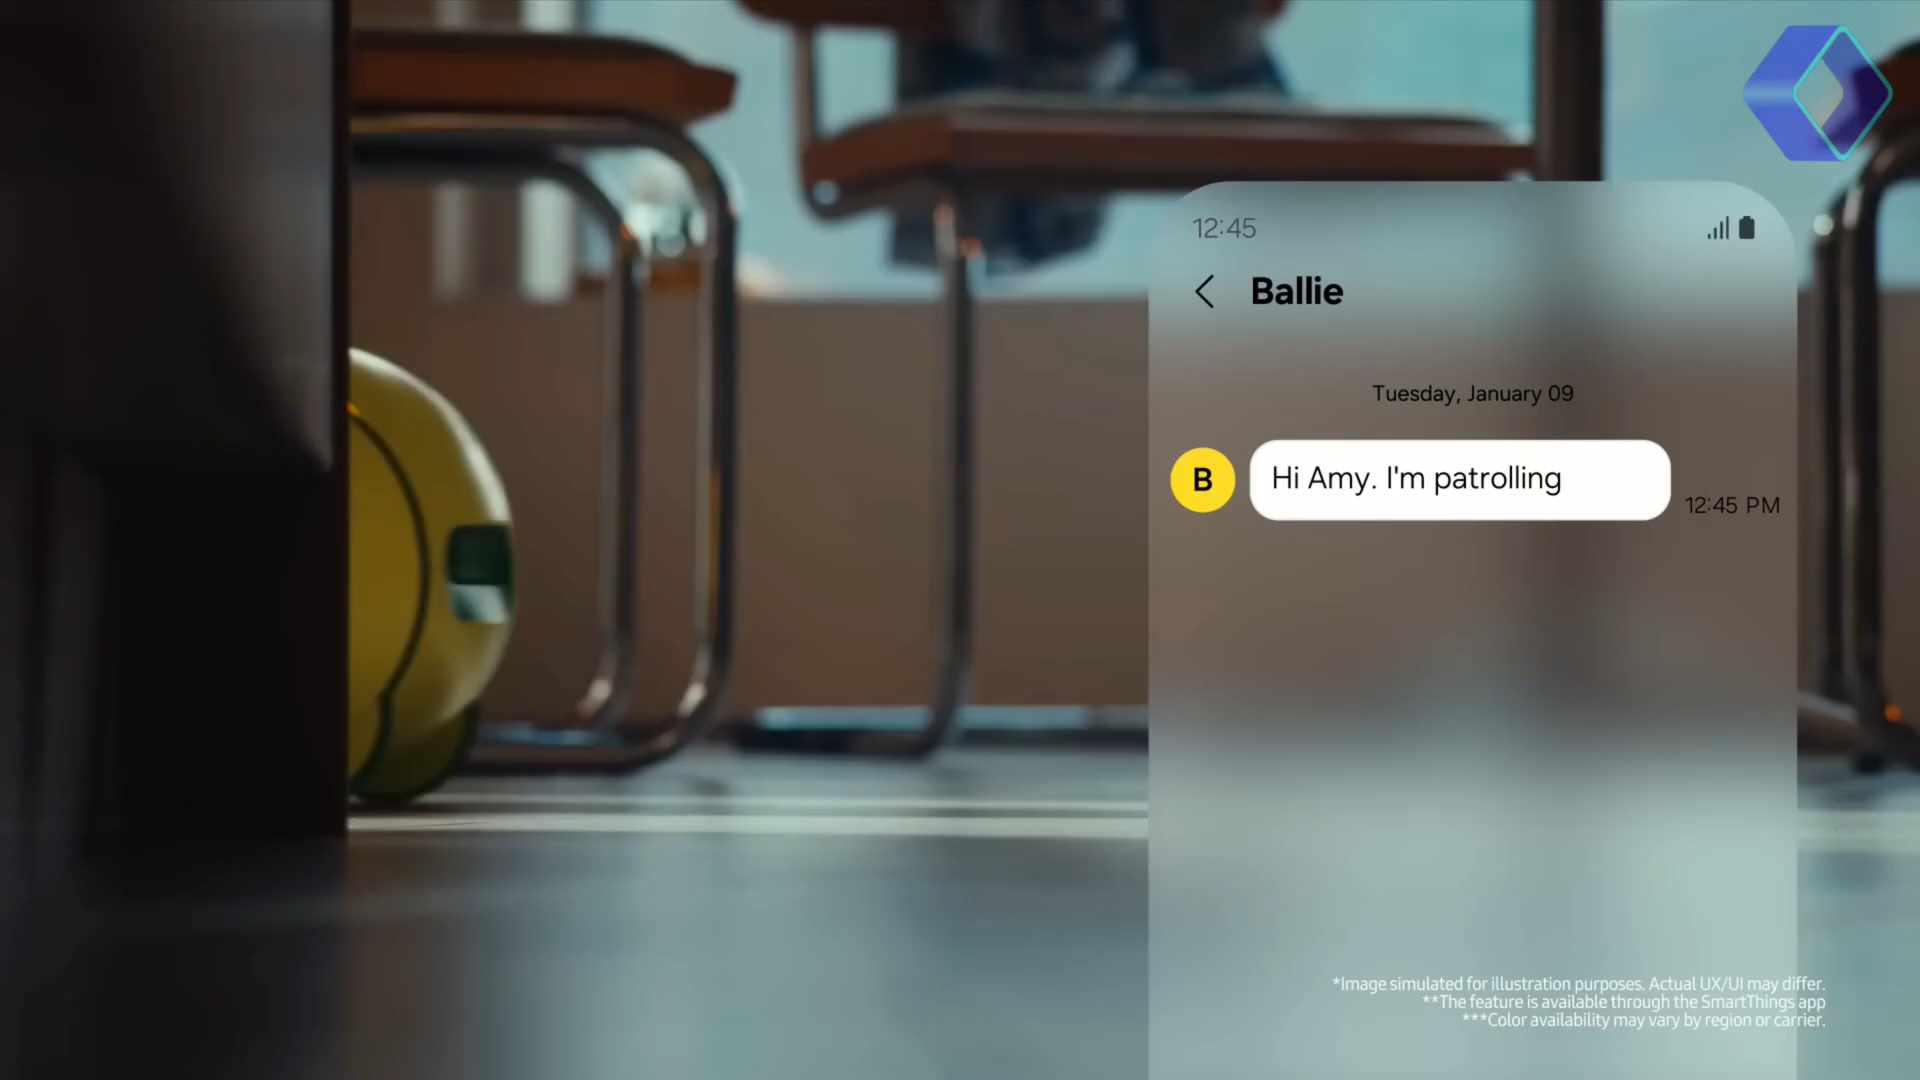 12:45
Ballie
Tuesday, January 09
B
Hi Amy. I'm patrolling
12:45 PM
*Image simulated for illustration purposes. Actual UX/UI may differ.
**The feature is available through the SmartThings app
***Color availability may vary by region or carrier.